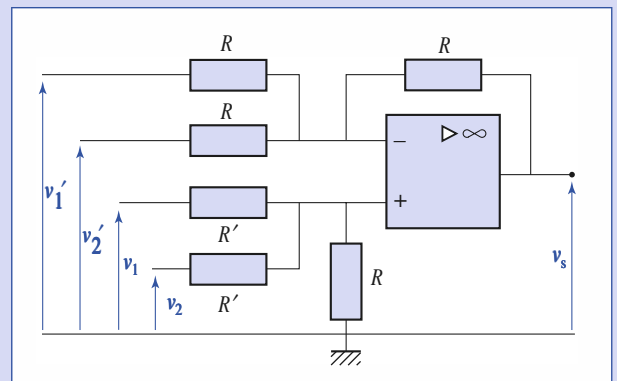 R
R
R
v₁′
v₂′
v₁
v₂
R′
R′
R
− ▷ ∞
+
vₛ